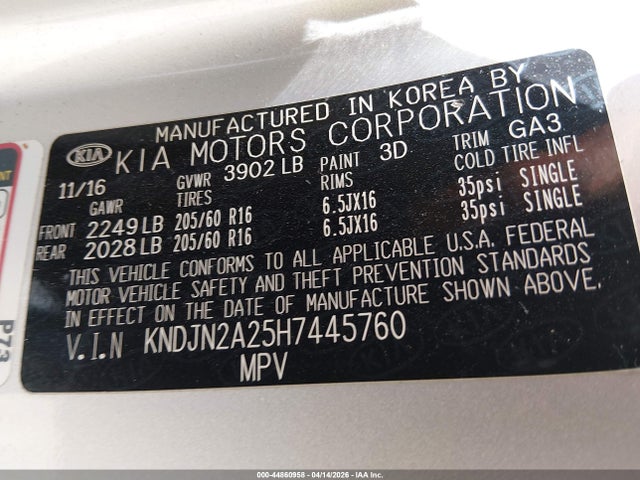 MANUFACTURED IN KOREA BY
KIA KIA MOTORS CORPORATION
11/16 GVWR 3902 LB PAINT 3D TRIM GA3
GAWR TIRES RIMS COLD TIRE INFL
FRONT 2249 LB 205/60 R16 6.5JX16 35psi SINGLE
REAR 2028 LB 205/60 R16 6.5JX16 35psi SINGLE
THIS VEHICLE CONFORMS TO ALL APPLICABLE U.S.A. FEDERAL
MOTOR VEHICLE SAFETY AND THEFT PREVENTION STANDARDS
IN EFFECT ON THE DATE OF MANUFACTURE SHOWN ABOVE.
V.I.N KNDJN2A25H7445760
MPV
P73
000-44860958 - 04/14/2026 - IAA Inc.